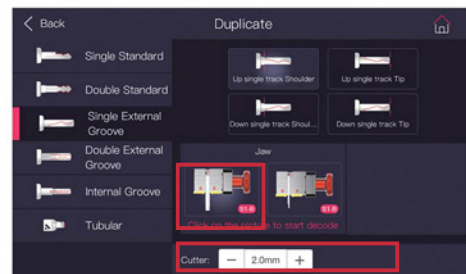 Back
Duplicate
Single Standard
Double Standard
Single External
Groove
Double External
Groove
Internal Groove
Tubular
Up single track Shoulder
Up single track Tip
Down single track Shoul...
Down single track Tip
Jaw
S1-B
S1-B
Click on the picture to start decode
Cutter: − 2.0mm +